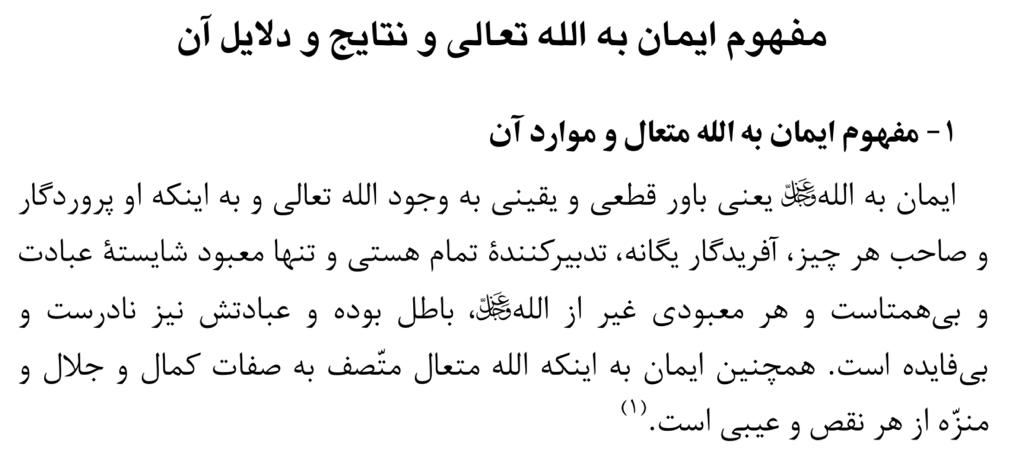 مفهوم ایمان به الله تعالی و نتایج و دلایل آن
۱- مفهوم ایمان به الله متعال و موارد آن
ایمان به الله عَزَّوَجَلَّ یعنی باور قطعی و یقینی به وجود الله تعالی و به اینکه او پروردگار
و صاحب هر چیز، آفریدگار یگانه، تدبیرکنندهٔ تمام هستی و تنها معبود شایستهٔ عبادت
و بی‌همتاست و هر معبودی غیر از الله عَزَّوَجَلَّ، باطل بوده و عبادتش نیز نادرست و
بی‌فایده است. همچنین ایمان به اینکه الله متعال متّصف به صفات کمال و جلال و
منزّه از هر نقص و عیبی است.(۱)